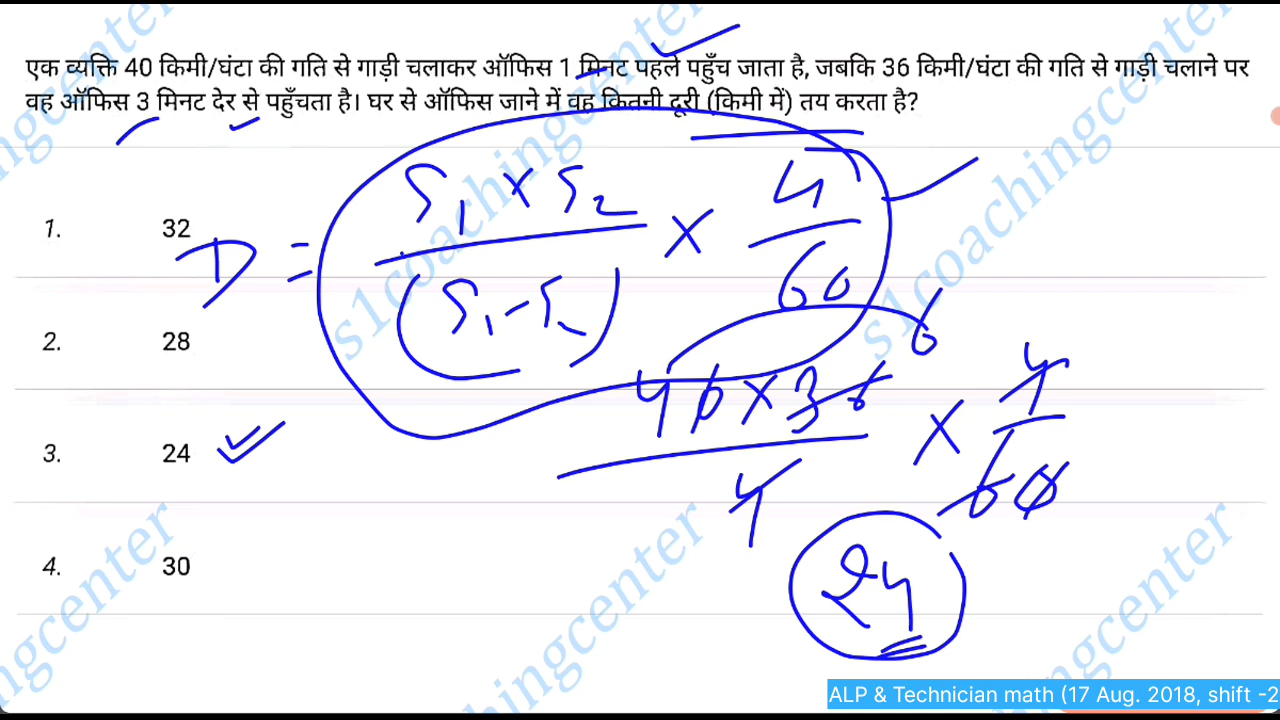 एक व्यक्ति 40 किमी/घंटा की गति से गाड़ी चलाकर ऑफिस 1 मिनट पहले पहुँच जाता है, जबकि 36 किमी/घंटा की गति से गाड़ी चलाने पर
वह ऑफिस 3 मिनट देर से पहुँचता है। घर से ऑफिस जाने में वह कितनी दूरी (किमी में) तय करता है?
S1 × S2 × 4
1. 32
D =
60
(S1 - S2)
2. 28
6
40 × 36 × 4
3. 24
4 60
4. 30
24
s1coachingcenter
s1coachingcenter
ALP & Technician math (17 Aug. 2018, shift -2